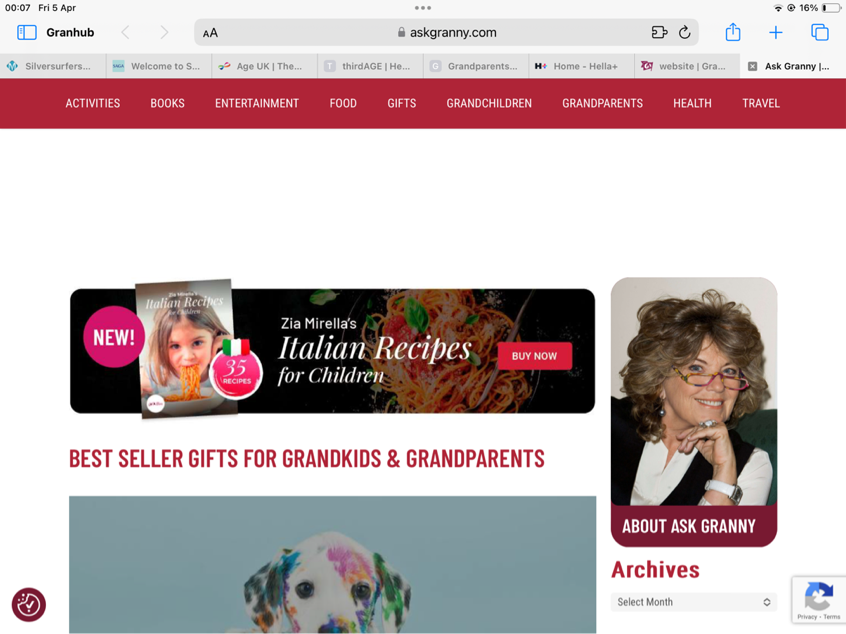 00:07 Fri 5 Apr
16%
Granhub
AA
askgranny.com
Silversurfers...
Welcome to S...
Age UK | The...
T
thirdAGE | He...
G
Grandparents...
H+
Home - Hella+
website | Gra...
Ask Granny |...
ACTIVITIES
BOOKS
ENTERTAINMENT
FOOD
GIFTS
GRANDCHILDREN
GRANDPARENTS
HEALTH
TRAVEL
NEW!
Zia Mirella's
Italian Recipes
for Children
35
RECIPES
Zia Mirella's
Italian Recipes
for Children
BUY NOW
BEST SELLER GIFTS FOR GRANDKIDS & GRANDPARENTS
ABOUT ASK GRANNY
Archives
Select Month
Privacy - Terms